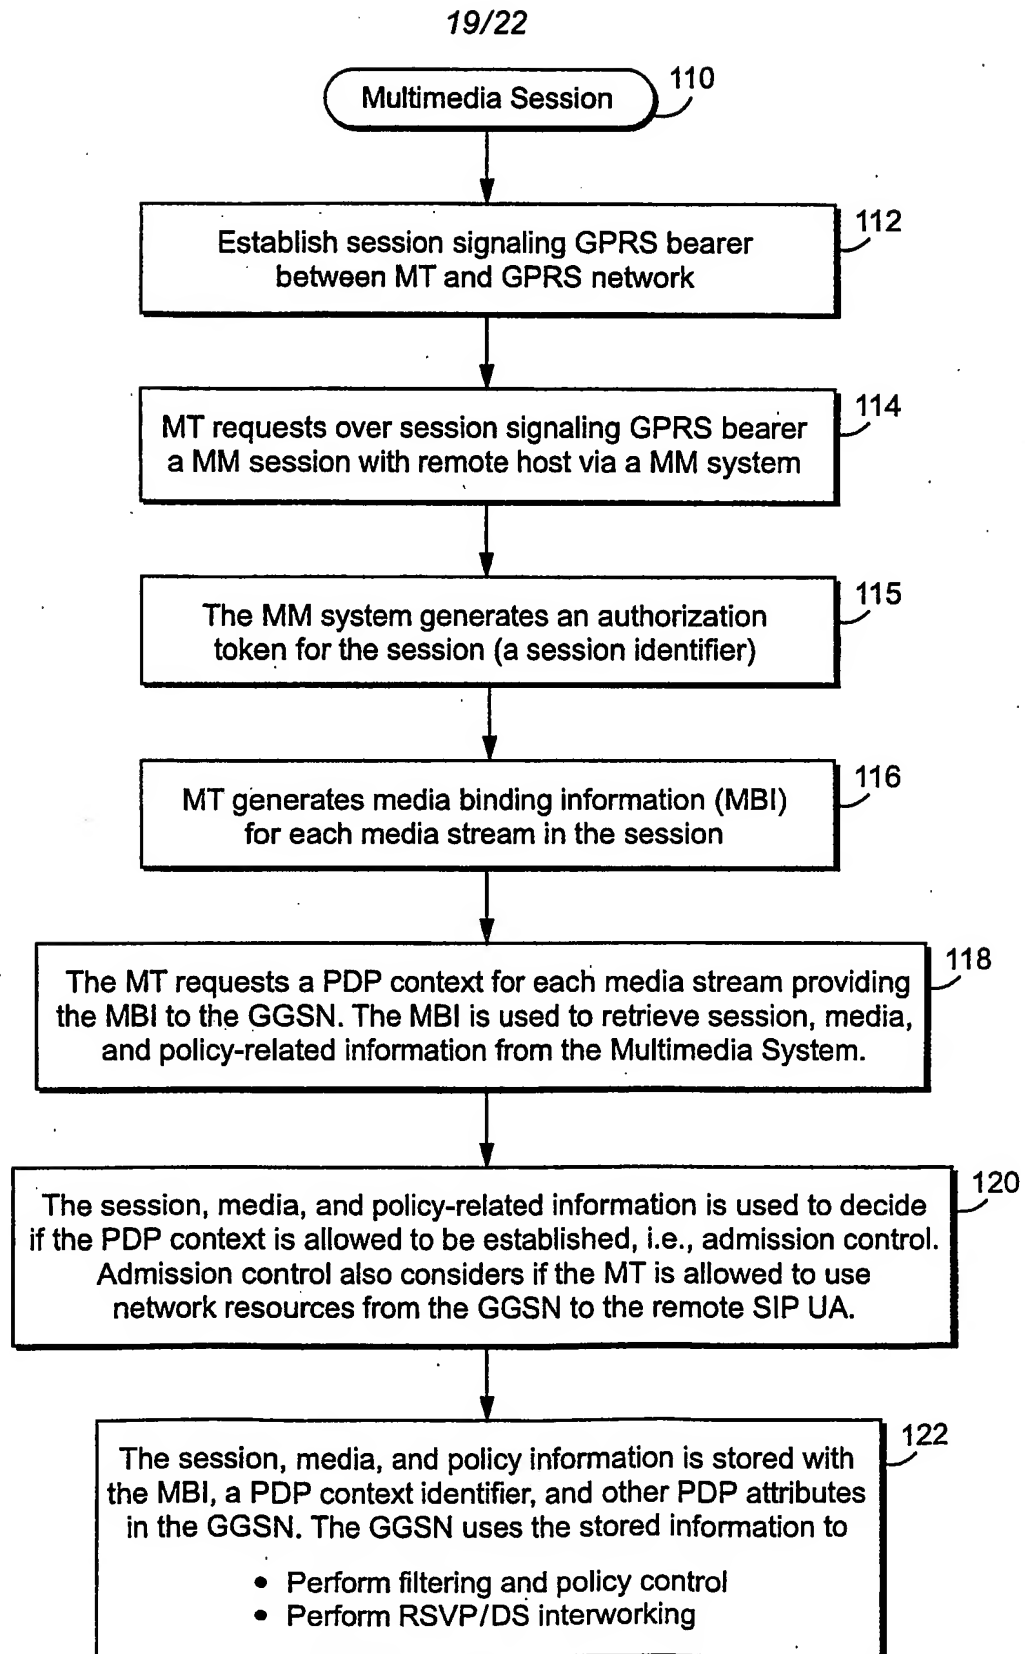 19/22
Multimedia Session
110
112
Establish session signaling GPRS bearer
between MT and GPRS network
114
MT requests over session signaling GPRS bearer
a MM session with remote host via a MM system
115
The MM system generates an authorization
token for the session (a session identifier)
116
MT generates media binding information (MBI)
for each media stream in the session
118
The MT requests a PDP context for each media stream providing
the MBI to the GGSN. The MBI is used to retrieve session, media,
and policy-related information from the Multimedia System.
120
The session, media, and policy-related information is used to decide
if the PDP context is allowed to be established, i.e., admission control.
Admission control also considers if the MT is allowed to use
network resources from the GGSN to the remote SIP UA.
122
The session, media, and policy information is stored with
the MBI, a PDP context identifier, and other PDP attributes
in the GGSN. The GGSN uses the stored information to
• Perform filtering and policy control
• Perform RSVP/DS interworking